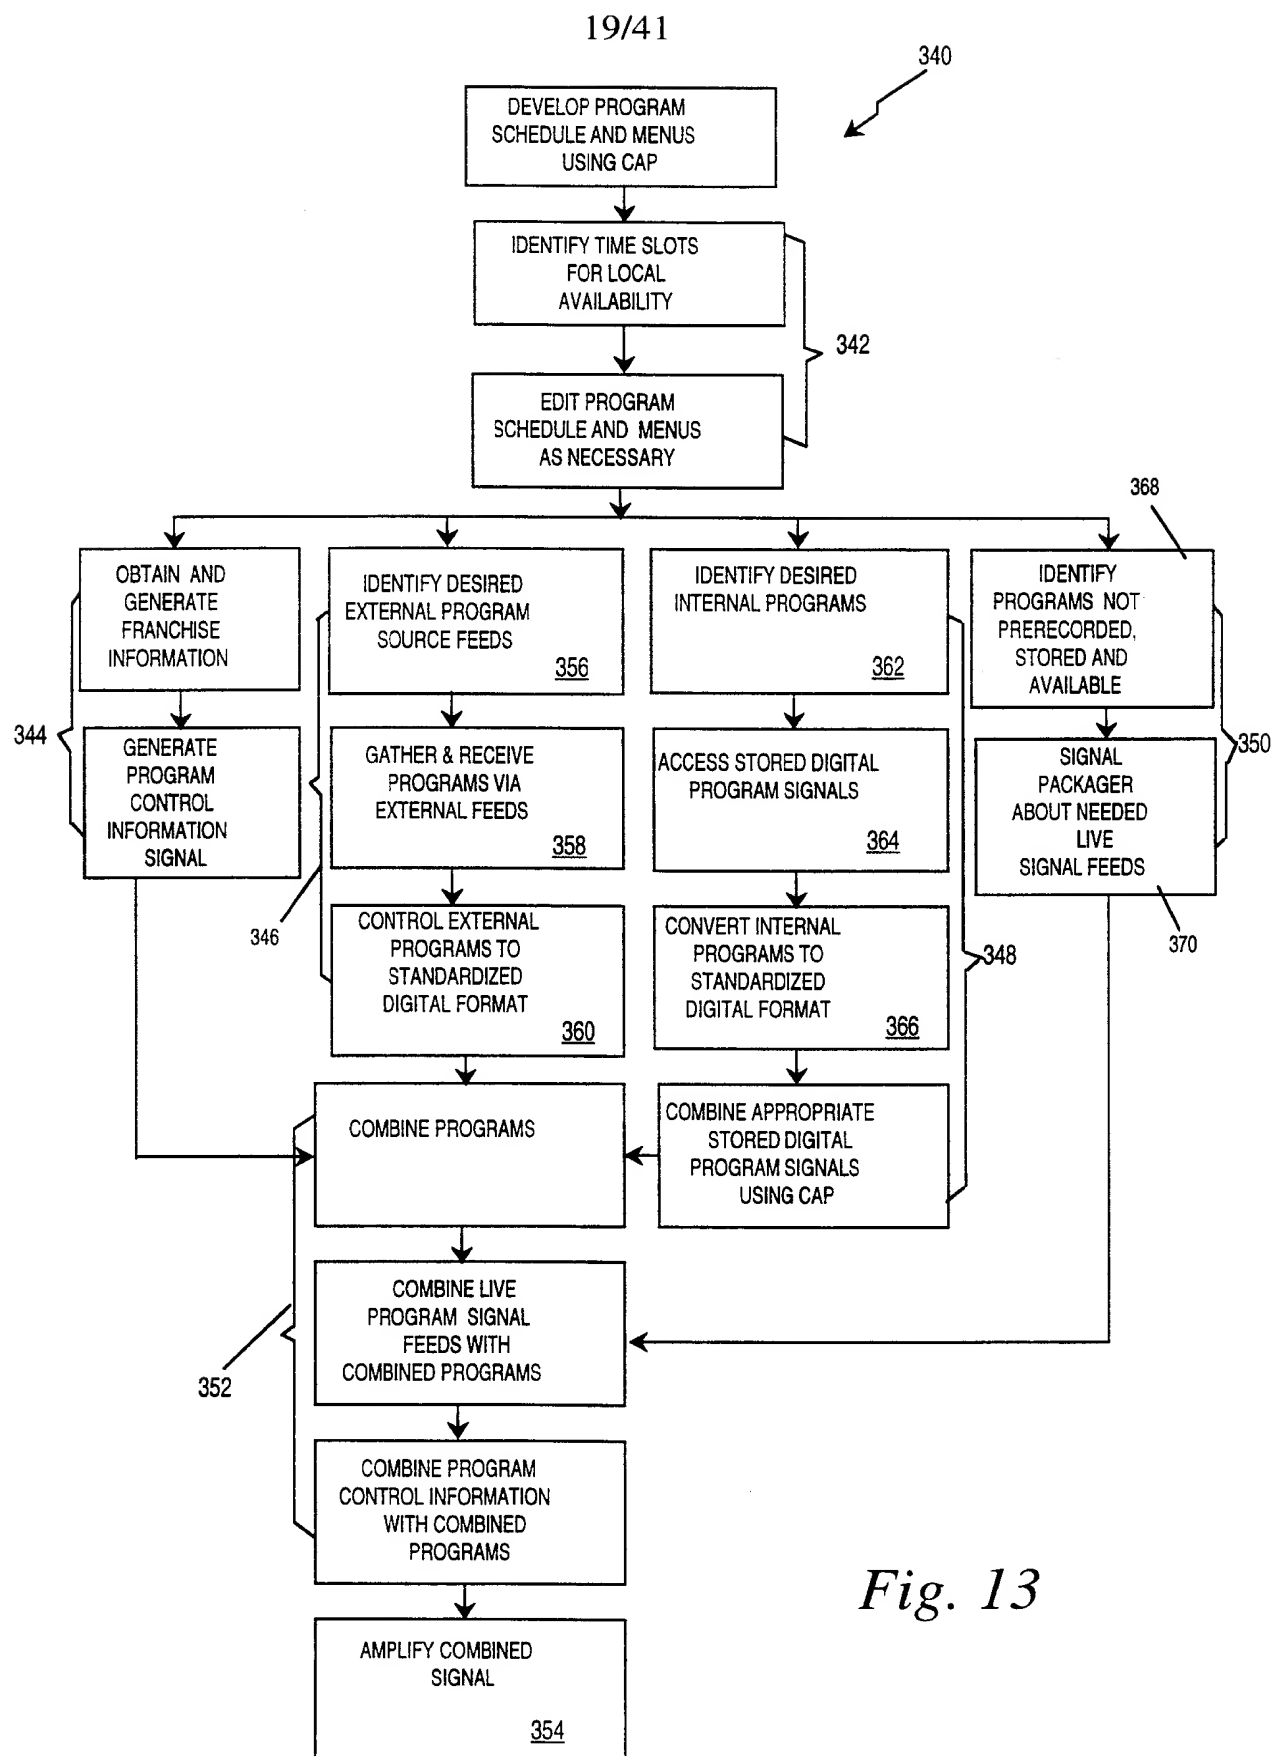 19/41
340
DEVELOP PROGRAM
SCHEDULE AND MENUS
USING CAP
IDENTIFY TIME SLOTS
FOR LOCAL
AVAILABILITY
342
EDIT PROGRAM
SCHEDULE AND MENUS
AS NECESSARY
368
OBTAIN AND
GENERATE
FRANCHISE
INFORMATION
344
GENERATE
PROGRAM
CONTROL
INFORMATION
SIGNAL
IDENTIFY DESIRED
EXTERNAL PROGRAM
SOURCE FEEDS
356
GATHER & RECEIVE
PROGRAMS VIA
EXTERNAL FEEDS
358
346
CONTROL EXTERNAL
PROGRAMS TO
STANDARDIZED
DIGITAL FORMAT
360
IDENTIFY DESIRED
INTERNAL PROGRAMS
362
ACCESS STORED DIGITAL
PROGRAM SIGNALS
364
CONVERT INTERNAL
PROGRAMS TO
STANDARDIZED
DIGITAL FORMAT
366
348
COMBINE APPROPRIATE
STORED DIGITAL
PROGRAM SIGNALS
USING CAP
IDENTIFY
PROGRAMS NOT
PRERECORDED,
STORED AND
AVAILABLE
350
SIGNAL
PACKAGER
ABOUT NEEDED
LIVE
SIGNAL FEEDS
370
COMBINE PROGRAMS
COMBINE LIVE
PROGRAM SIGNAL
FEEDS WITH
COMBINED PROGRAMS
352
COMBINE PROGRAM
CONTROL INFORMATION
WITH COMBINED
PROGRAMS
AMPLIFY COMBINED
SIGNAL
354
Fig. 13